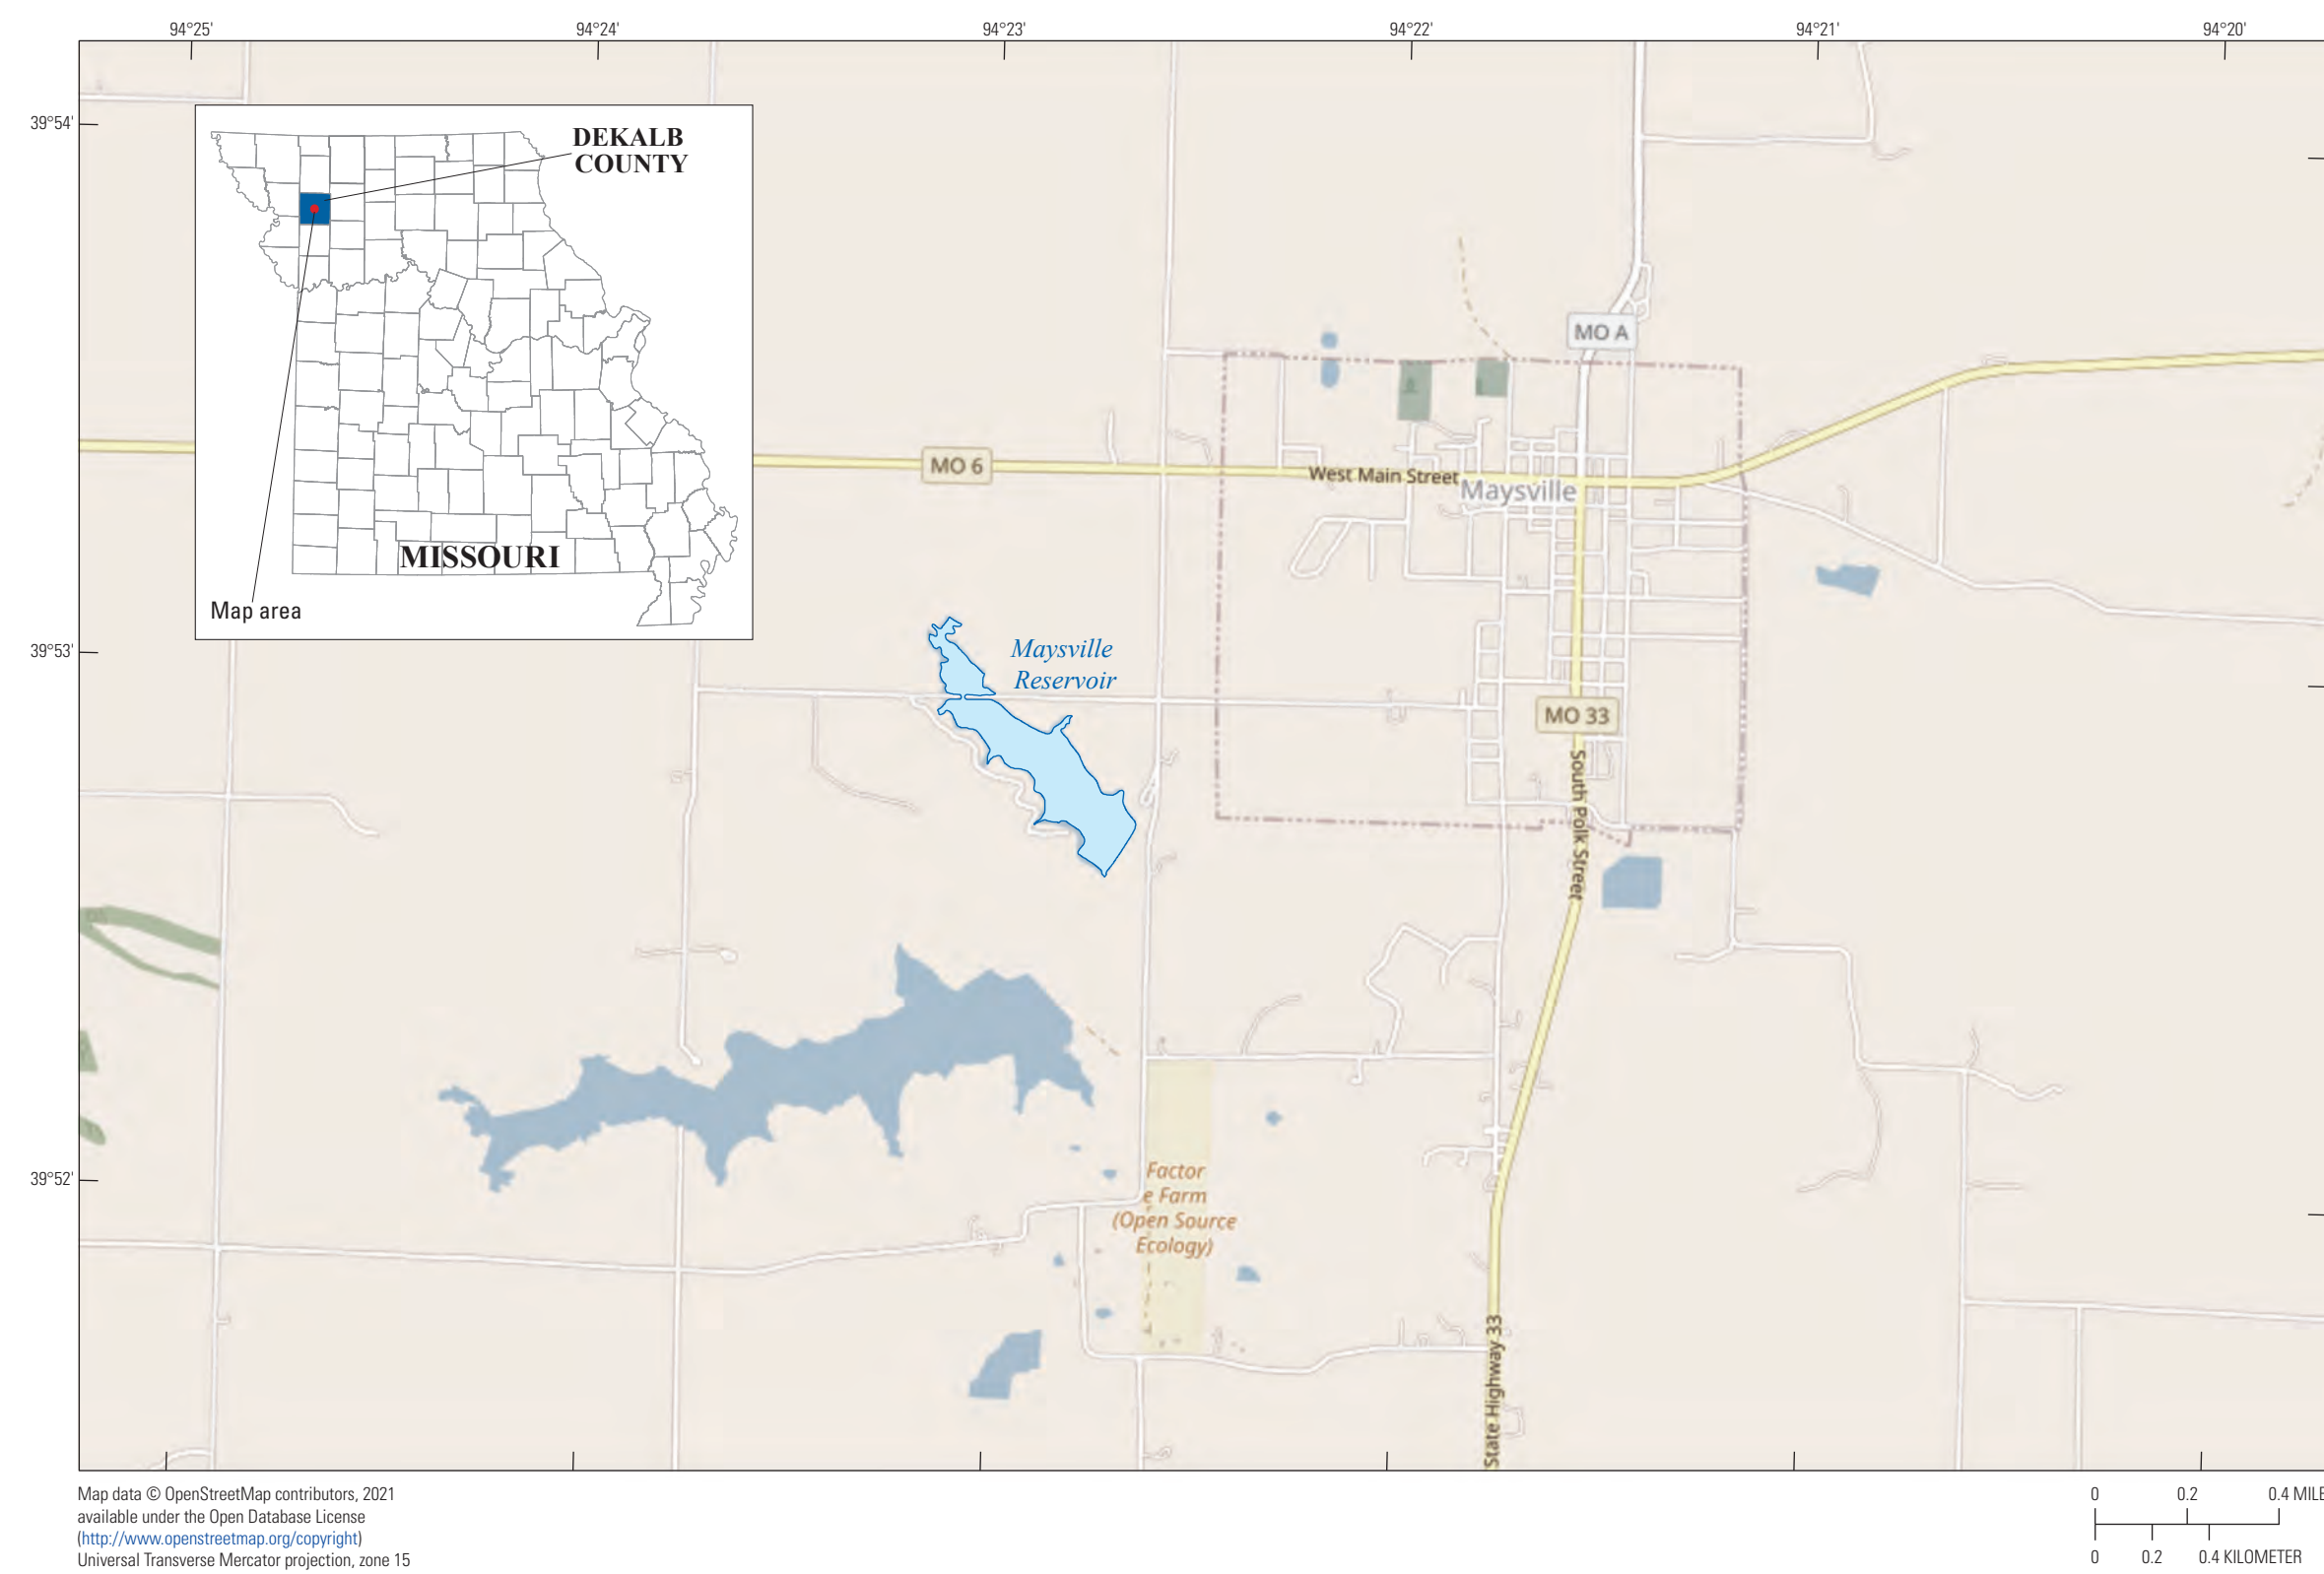 94°25'
94°24'
94°23'
94°22'
94°21'
94°20'
39°54'
DEKALB
COUNTY
MISSOURI
Map area
MO A
MO 6
West Main Street
Maysville
39°53'
Maysville
Reservoir
MO 33
South Polk Street
39°52'
Factor
e Farm
(Open Source
Ecology)
State Highway 33
Map data © OpenStreetMap contributors, 2021
available under the Open Database License
(http://www.openstreetmap.org/copyright)
Universal Transverse Mercator projection, zone 15
0 0.2 0.4 MILE
0 0.2 0.4 KILOMETER